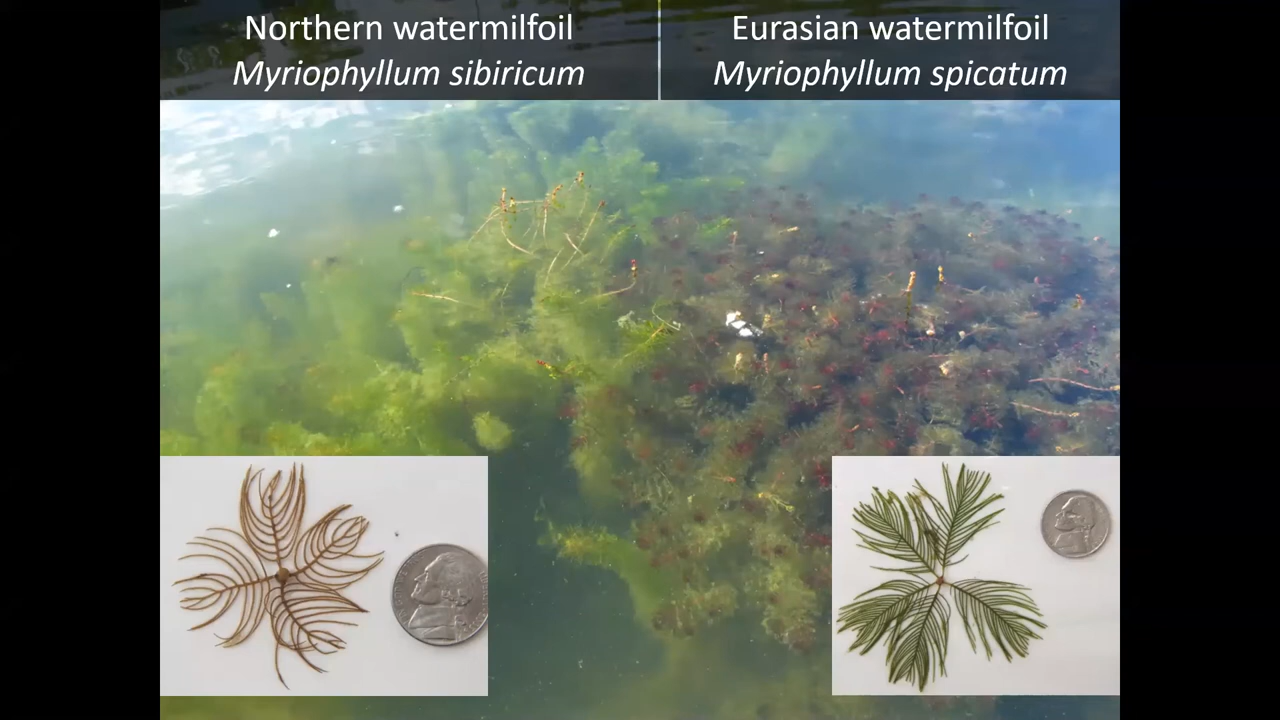 Northern watermilfoil
Myriophyllum sibiricum
Eurasian watermilfoil
Myriophyllum spicatum